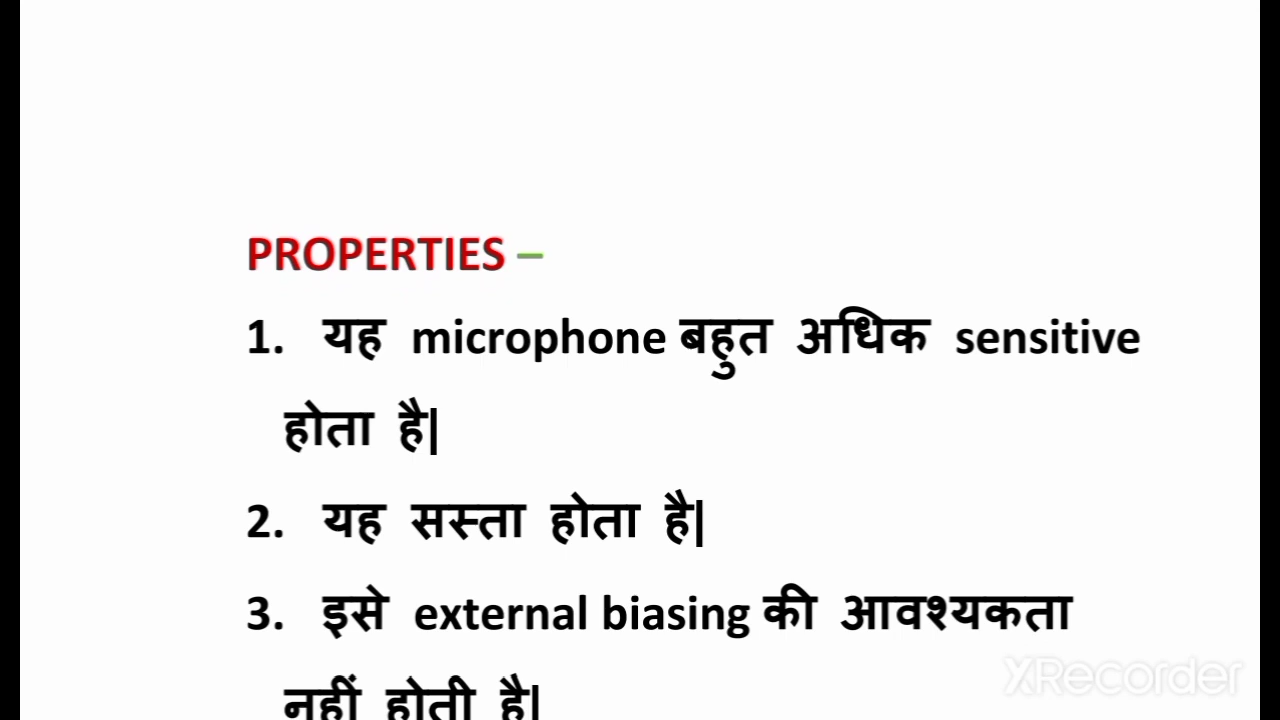 PROPERTIES –
1. यह microphone बहुत अधिक sensitive
होता है|
2. यह सस्ता होता है|
3. इसे external biasing की आवश्यकता
नहीं होती है|
XRecorder